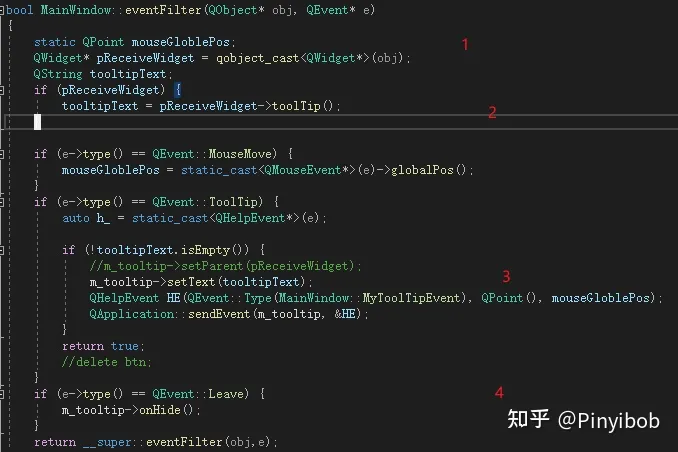 bool MainWindow::eventFilter(QObject* obj, QEvent* e)
{
static QPoint mouseGloblePos; 1
QWidget* pReceiveWidget = qobject_cast<QWidget*>(obj);
QString tooltipText;
if (pReceiveWidget) {
tooltipText = pReceiveWidget->toolTip(); 2
if (e->type() == QEvent::MouseMove) {
mouseGloblePos = static_cast<QMouseEvent*>(e)->globalPos();
}
if (e->type() == QEvent::ToolTip) {
auto h_ = static_cast<QHelpEvent*>(e);
if (!tooltipText.isEmpty()) {
//m_tooltip->setParent(pReceiveWidget);
m_tooltip->setText(tooltipText); 3
QHelpEvent HE(QEvent::Type(MainWindow::MyToolTipEvent), QPoint(), mouseGloblePos);
QApplication::sendEvent(m_tooltip, &HE);
}
return true;
//delete btn;
}
if (e->type() == QEvent::Leave) { 4
m_tooltip->onHide();
}
return __super::eventFilter(obj,e);
知乎 @Pinyibob